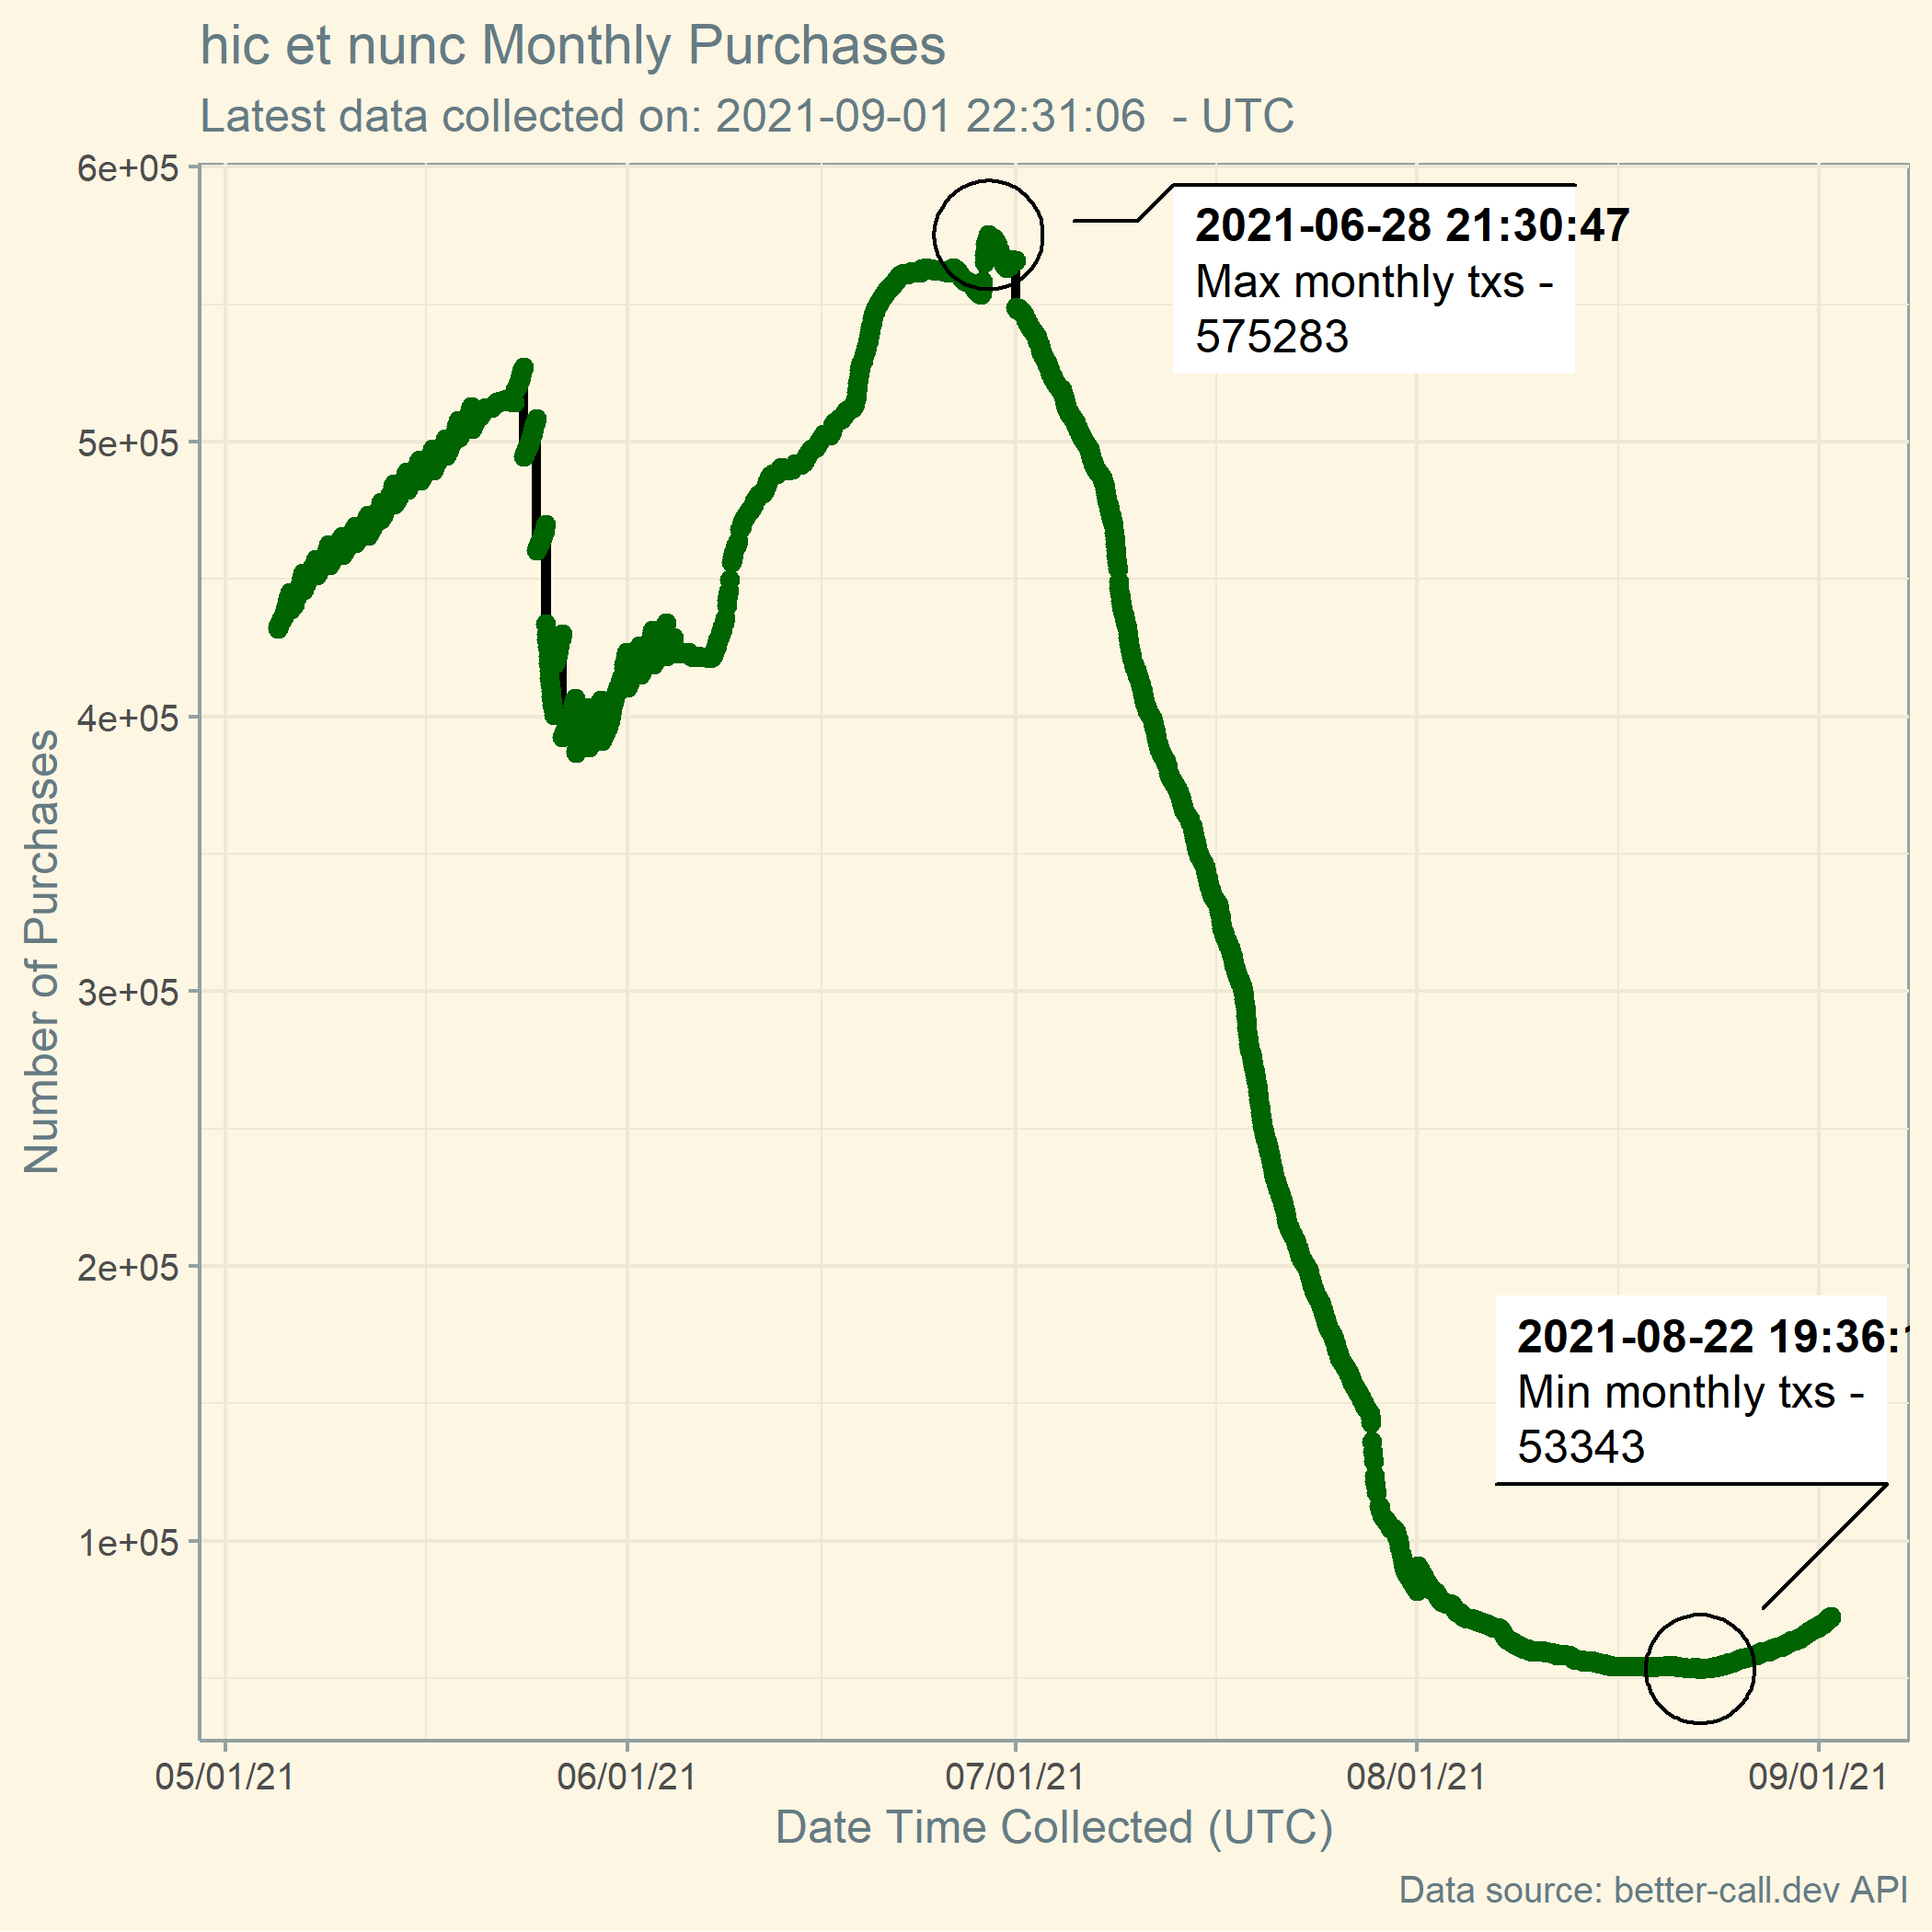 hic et nunc Monthly Purchases
Latest data collected on: 2021-09-01 22:31:06  - UTC
6e+05
5e+05
4e+05
3e+05
2e+05
1e+05
Number of Purchases
2021-06-28 21:30:47
Max monthly txs -
575283
2021-08-22 19:36:
Min monthly txs -
53343
05/01/21
06/01/21
07/01/21
08/01/21
09/01/21
Date Time Collected (UTC)
Data source: better-call.dev API